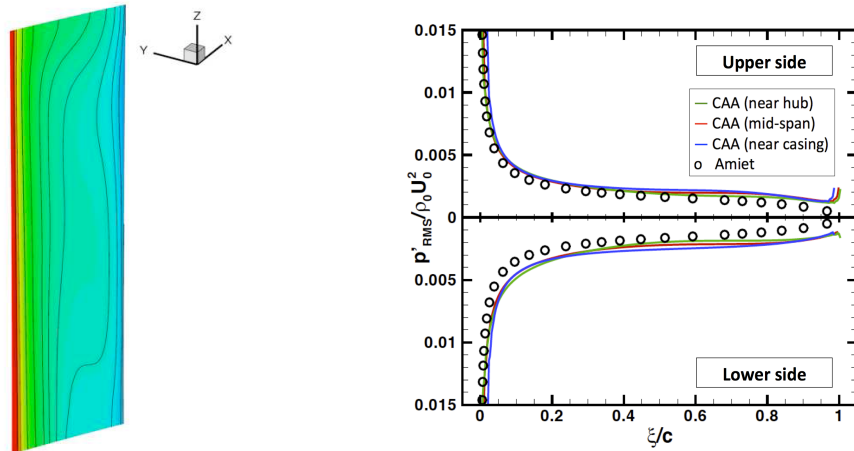 Z
Y
X
0.015
Upper side
CAA (near hub)
0.01
CAA (mid-span)
CAA (near casing)
Amiet
0.005
0
p'RMS/ρ0U0²
0.005
0.01
Lower side
0.015
0 0.2 0.4 0.6 0.8 1
ξ/c